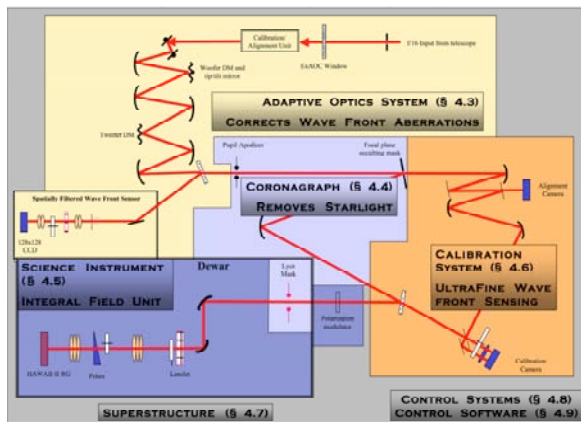 Calibration/
Alignment Unit
f/16 Input from telescope
ExAOC Window
Woofer DM and
tip/tilt mirror
Tweeter DM
ADAPTIVE OPTICS SYSTEM (§ 4.3)
CORRECTS WAVE FRONT ABERRATIONS
Pupil Apodizer
Focal plane
occulting mask
CORONAGRAPH (§ 4.4)
REMOVES STARLIGHT
Alignment
Camera
Spatially Filtered Wave Front Sensor
128x128
CCD
SCIENCE INSTRUMENT
(§ 4.5)
INTEGRAL FIELD UNIT
Dewar
Lyot
Mask
CALIBRATION
SYSTEM (§ 4.6)
ULTRAFINE WAVE
FRONT SENSING
Polarization
modulator
HAWAII II RG
Prism
Lenslet
Calibration
Camera
SUPERSTRUCTURE (§ 4.7)
CONTROL SYSTEMS (§ 4.8)
CONTROL SOFTWARE (§ 4.9)